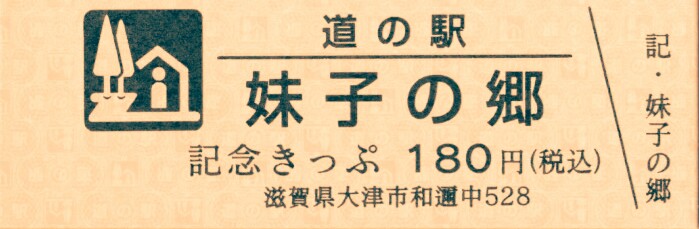 道の駅
妹子の郷
記念きっぷ 180円(税込)
滋賀県大津市和邇中528
記・妹子の郷